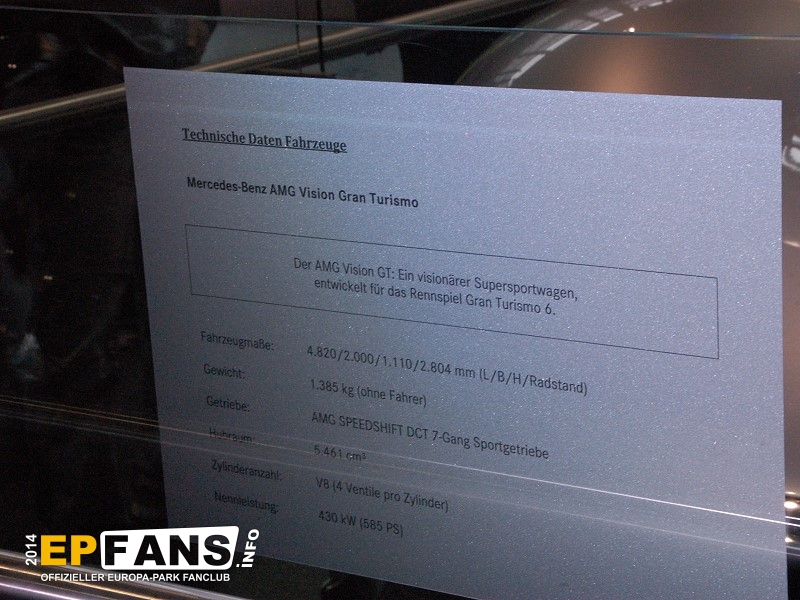 Technische Daten Fahrzeuge
Mercedes-Benz AMG Vision Gran Turismo
Der AMG Vision GT: Ein visionärer Supersportwagen,
entwickelt für das Rennspiel Gran Turismo 6.
Fahrzeugmaße: 4.820/2.000/1.110/2.804 mm (L/B/H/Radstand)
Gewicht: 1.385 kg (ohne Fahrer)
Getriebe: AMG SPEEDSHIFT DCT 7-Gang Sportgetriebe
Hubraum: 5.461 cm³
Zylinderanzahl: V8 (4 Ventile pro Zylinder)
Nennleistung: 430 kW (585 PS)
2014 EPFANS.INFO
OFFIZIELLER EUROPA-PARK FANCLUB